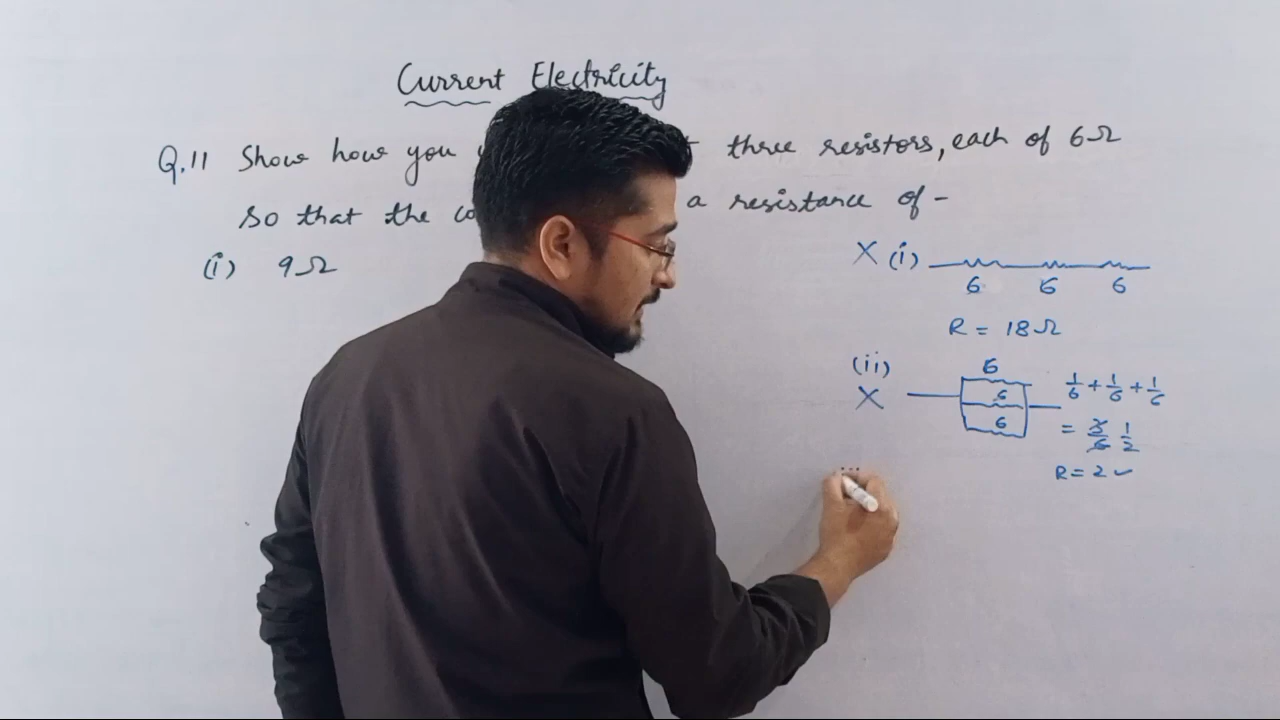 Current Electricity
Q.11 Show how you three resistors, each of 6Ω
so that the a resistance of -
(i) 9Ω
X (i)
6 6 6
R = 18Ω
(ii)
X
6
6
6
1/6 + 1/6 + 1/6
= 3/6 1/2
R = 2 ✓